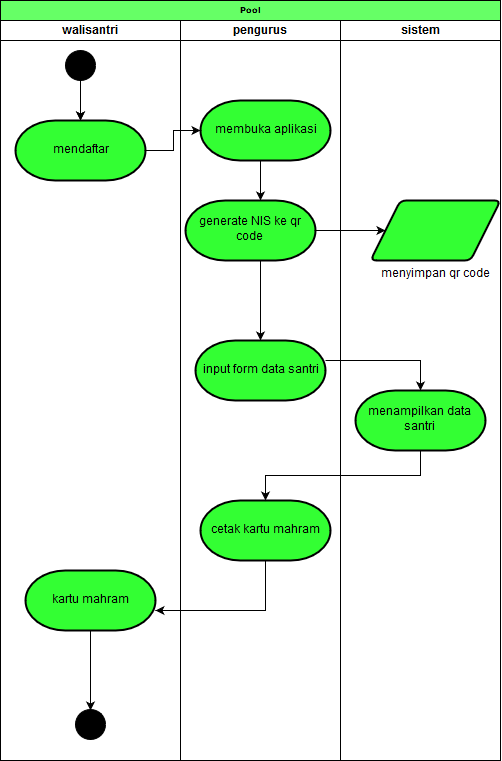 Pool
walisantri
pengurus
sistem
mendaftar
membuka aplikasi
generate NIS ke qr
code
menyimpan qr code
input form data santri
menampilkan data
santri
cetak kartu mahram
kartu mahram